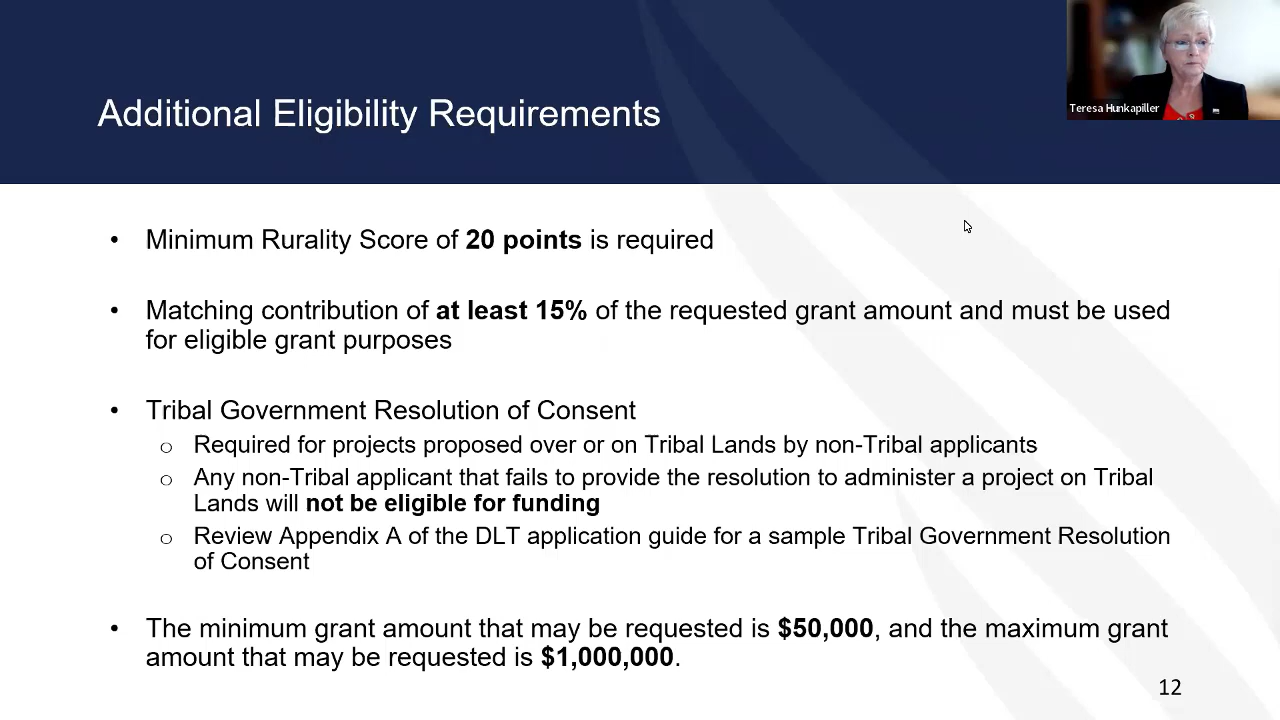 Additional Eligibility Requirements
Teresa Hunkapiller
• Minimum Rurality Score of 20 points is required
• Matching contribution of at least 15% of the requested grant amount and must be used
for eligible grant purposes
• Tribal Government Resolution of Consent
o Required for projects proposed over or on Tribal Lands by non-Tribal applicants
o Any non-Tribal applicant that fails to provide the resolution to administer a project on Tribal
Lands will not be eligible for funding
o Review Appendix A of the DLT application guide for a sample Tribal Government Resolution
of Consent
• The minimum grant amount that may be requested is $50,000, and the maximum grant
amount that may be requested is $1,000,000.
12